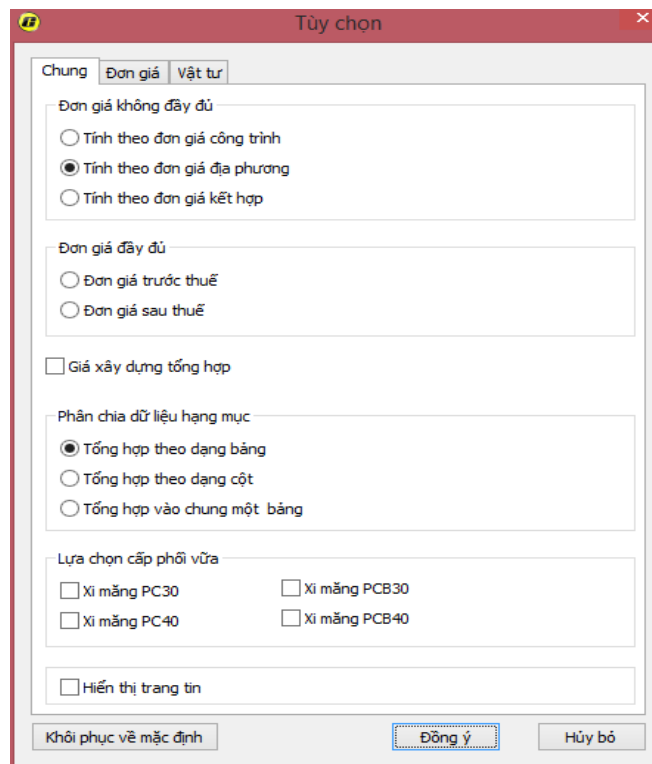 Tùy chọn
Chung Đơn giá Vật tư
Đơn giá không đầy đủ
Tính theo đơn giá công trình
Tính theo đơn giá địa phương
Tính theo đơn giá kết hợp
Đơn giá đầy đủ
Đơn giá trước thuế
Đơn giá sau thuế
Giá xây dựng tổng hợp
Phân chia dữ liệu hạng mục
Tổng hợp theo dạng bảng
Tổng hợp theo dạng cột
Tổng hợp vào chung một bảng
Lựa chọn cấp phối vữa
Xi măng PC30 Xi măng PCB30
Xi măng PC40 Xi măng PCB40
Hiển thị trang tin
Khôi phục về mặc định Đồng ý Hủy bỏ